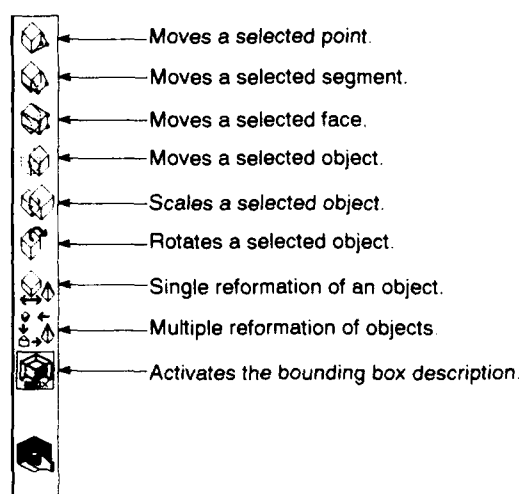 Moves a selected point.
Moves a selected segment.
Moves a selected face.
Moves a selected object.
Scales a selected object.
Rotates a selected object.
Single reformation of an object.
Multiple reformation of objects.
Activates the bounding box description.